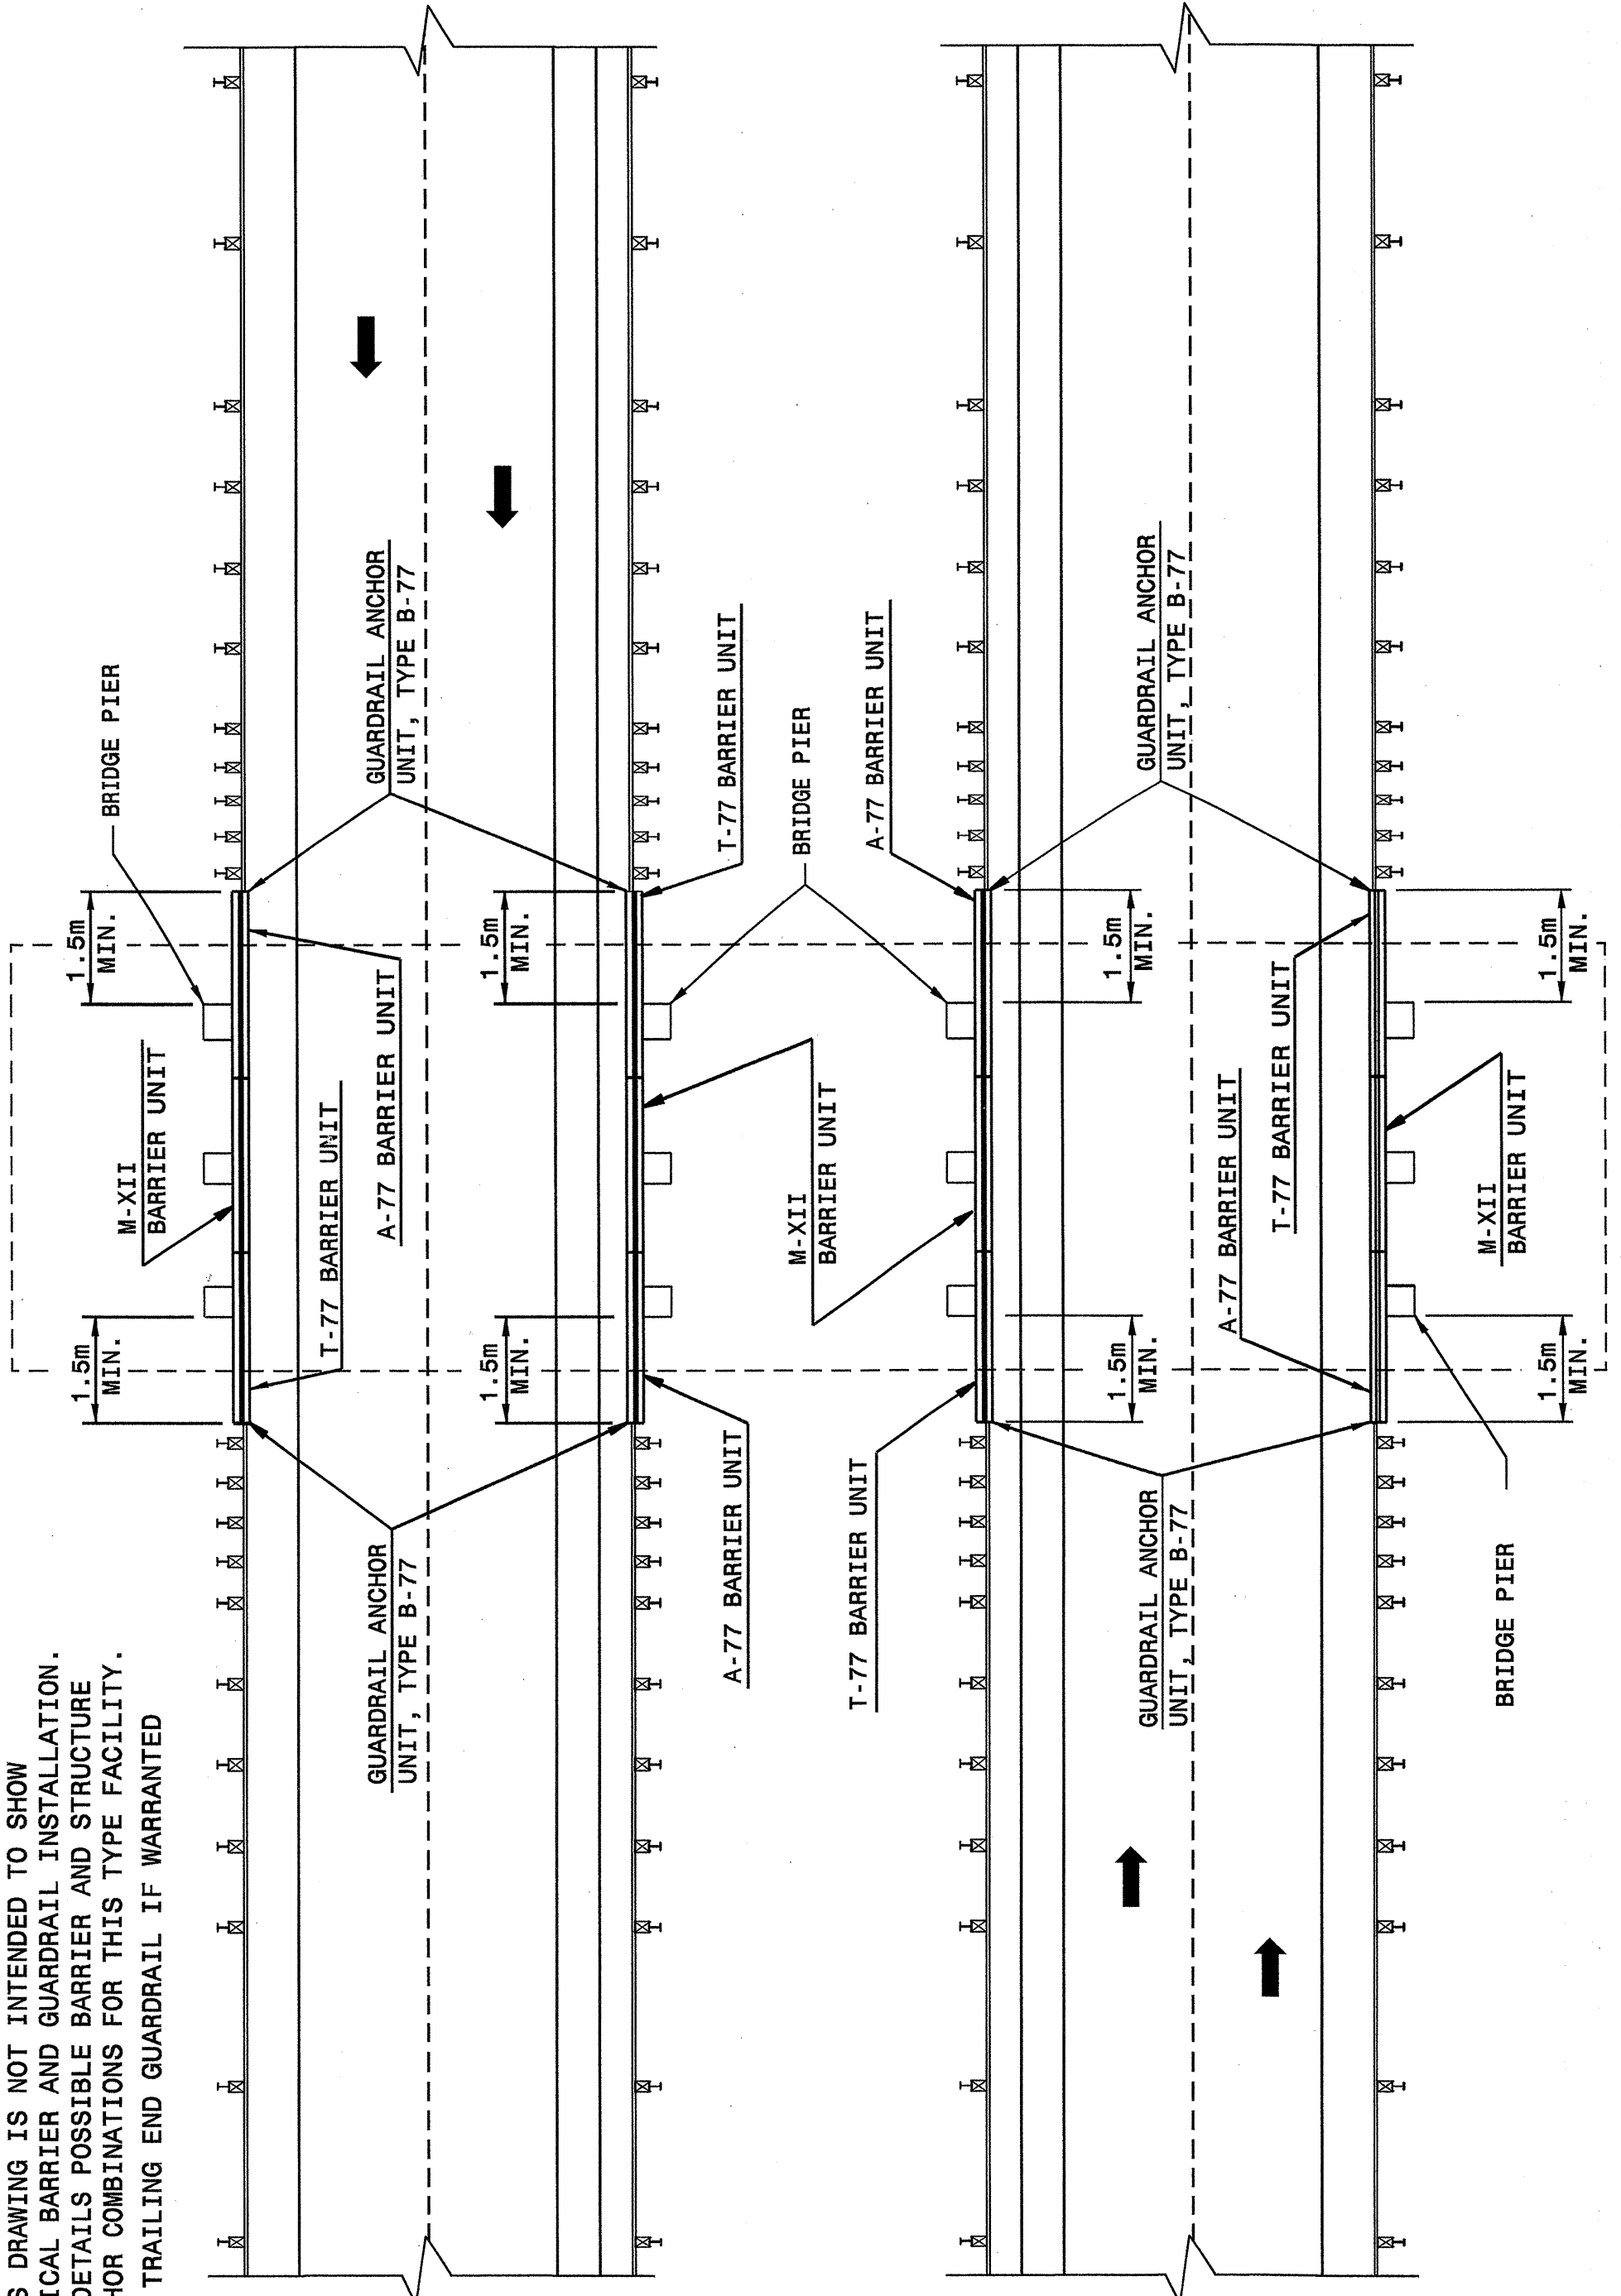 S DRAWING IS NOT INTENDED TO SHOW
ICAL BARRIER AND GUARDRAIL INSTALLATION.
DETAILS POSSIBLE BARRIER AND STRUCTURE
HOR COMBINATIONS FOR THIS TYPE FACILITY.
TRAILING END GUARDRAIL IF WARRANTED
1.5m
MIN.
M-XII
BARRIER UNIT
1.5m
MIN.
BRIDGE PIER
T-77 BARRIER UNIT
A-77 BARRIER UNIT
GUARDRAIL ANCHOR
UNIT, TYPE B-77
GUARDRAIL ANCHOR
UNIT, TYPE B-77
1.5m
MIN.
1.5m
MIN.
A-77 BARRIER UNIT
T-77 BARRIER UNIT
M-XII
BARRIER UNIT
BRIDGE PIER
T-77 BARRIER UNIT
A-77 BARRIER UNIT
1.5m
MIN.
1.5m
MIN.
GUARDRAIL ANCHOR
UNIT, TYPE B-77
GUARDRAIL ANCHOR
UNIT, TYPE B-77
A-77 BARRIER UNIT
T-77 BARRIER UNIT
BRIDGE PIER
M-XII
BARRIER UNIT
1.5m
MIN.
1.5m
MIN.